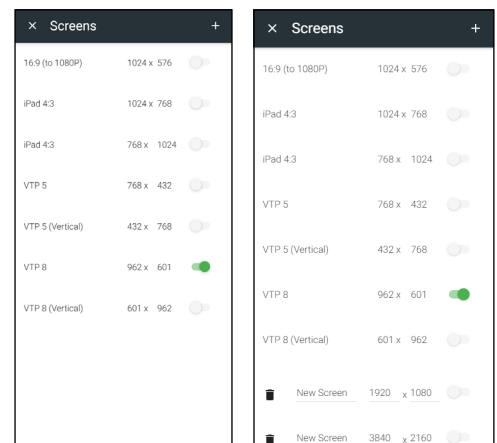 × Screens +
16:9 (to 1080P) 1024 x 576
iPad 4:3 1024 x 768
iPad 4:3 768 x 1024
VTP 5 768 x 432
VTP 5 (Vertical) 432 x 768
VTP 8 962 x 601
VTP 8 (Vertical) 601 x 962
× Screens +
16:9 (to 1080P) 1024 x 576
iPad 4:3 1024 x 768
iPad 4:3 768 x 1024
VTP 5 768 x 432
VTP 5 (Vertical) 432 x 768
VTP 8 962 x 601
VTP 8 (Vertical) 601 x 962
New Screen 1920 x 1080
New Screen 3840 x 2160